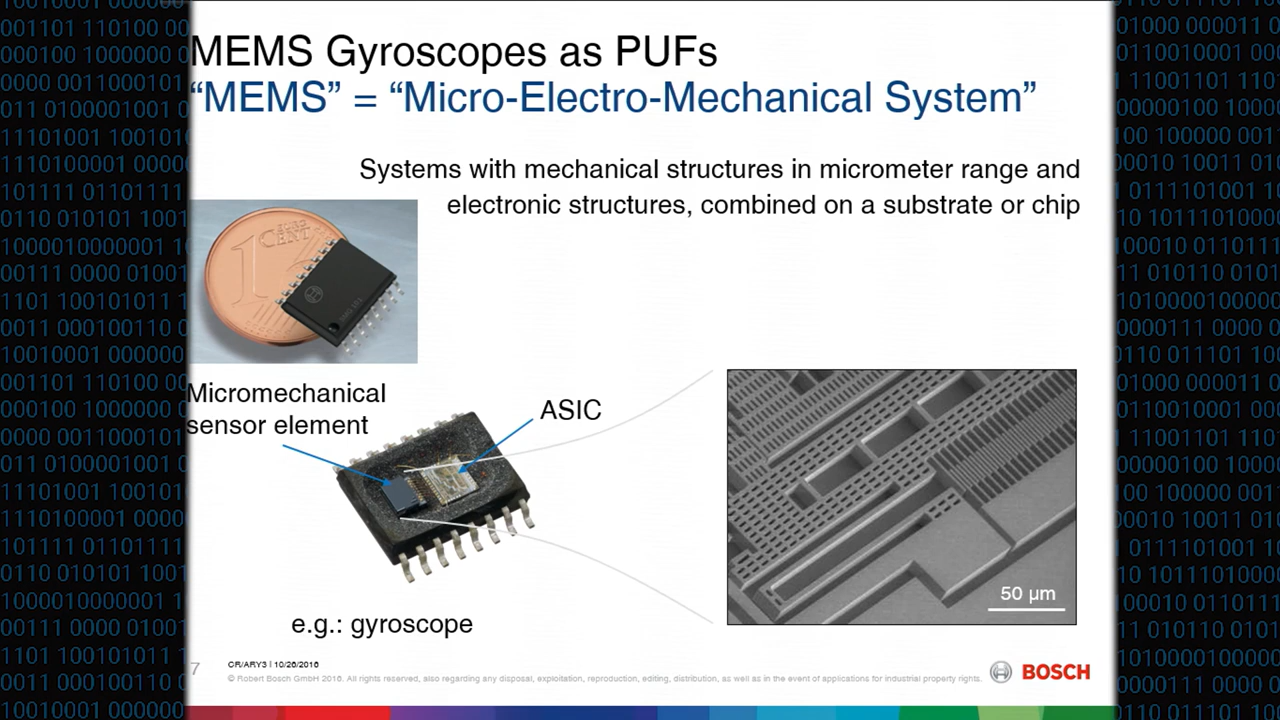 MEMS Gyroscopes as PUFs
“MEMS” = “Micro-Electro-Mechanical System”
Systems with mechanical structures in micrometer range and
electronic structures, combined on a substrate or chip
1
CENT
Micromechanical
sensor element
ASIC
50 µm
e.g.: gyroscope
7
CR/ARY3 | 10/26/2016
© Robert Bosch GmbH 2016. All rights reserved, also regarding any disposal, exploitation, reproduction, editing, distribution, as well as in the event of applications for industrial property rights.
BOSCH